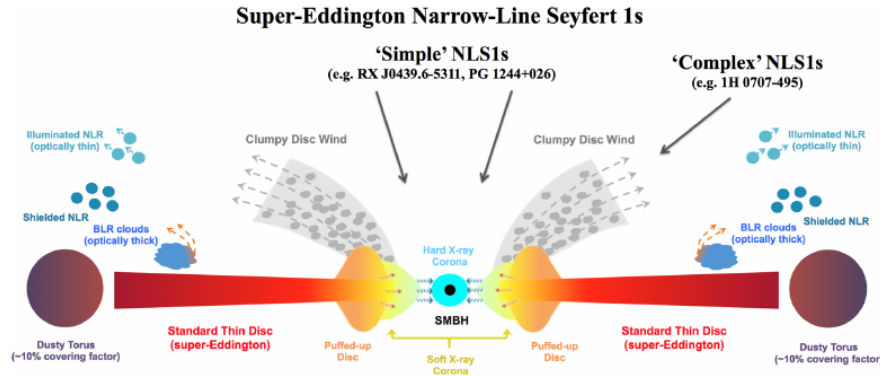 Super-Eddington Narrow-Line Seyfert 1s
'Simple' NLS1s
(e.g. RX J0439.6-5311, PG 1244+026)
'Complex' NLS1s
(e.g. 1H 0707-495)
Illuminated NLR
(optically thin)
Clumpy Disc Wind
Clumpy Disc Wind
Illuminated NLR
(optically thin)
Shielded NLR
BLR clouds
(optically thick)
Hard X-ray
Corona
BLR clouds
(optically thick)
Shielded NLR
SMBH
Standard Thin Disc
(super-Eddington)
Standard Thin Disc
(super-Eddington)
Dusty Torus
(~10% covering factor)
Puffed-up
Disc
Soft X-ray
Corona
Puffed-up
Disc
Dusty Torus
(~10% covering factor)